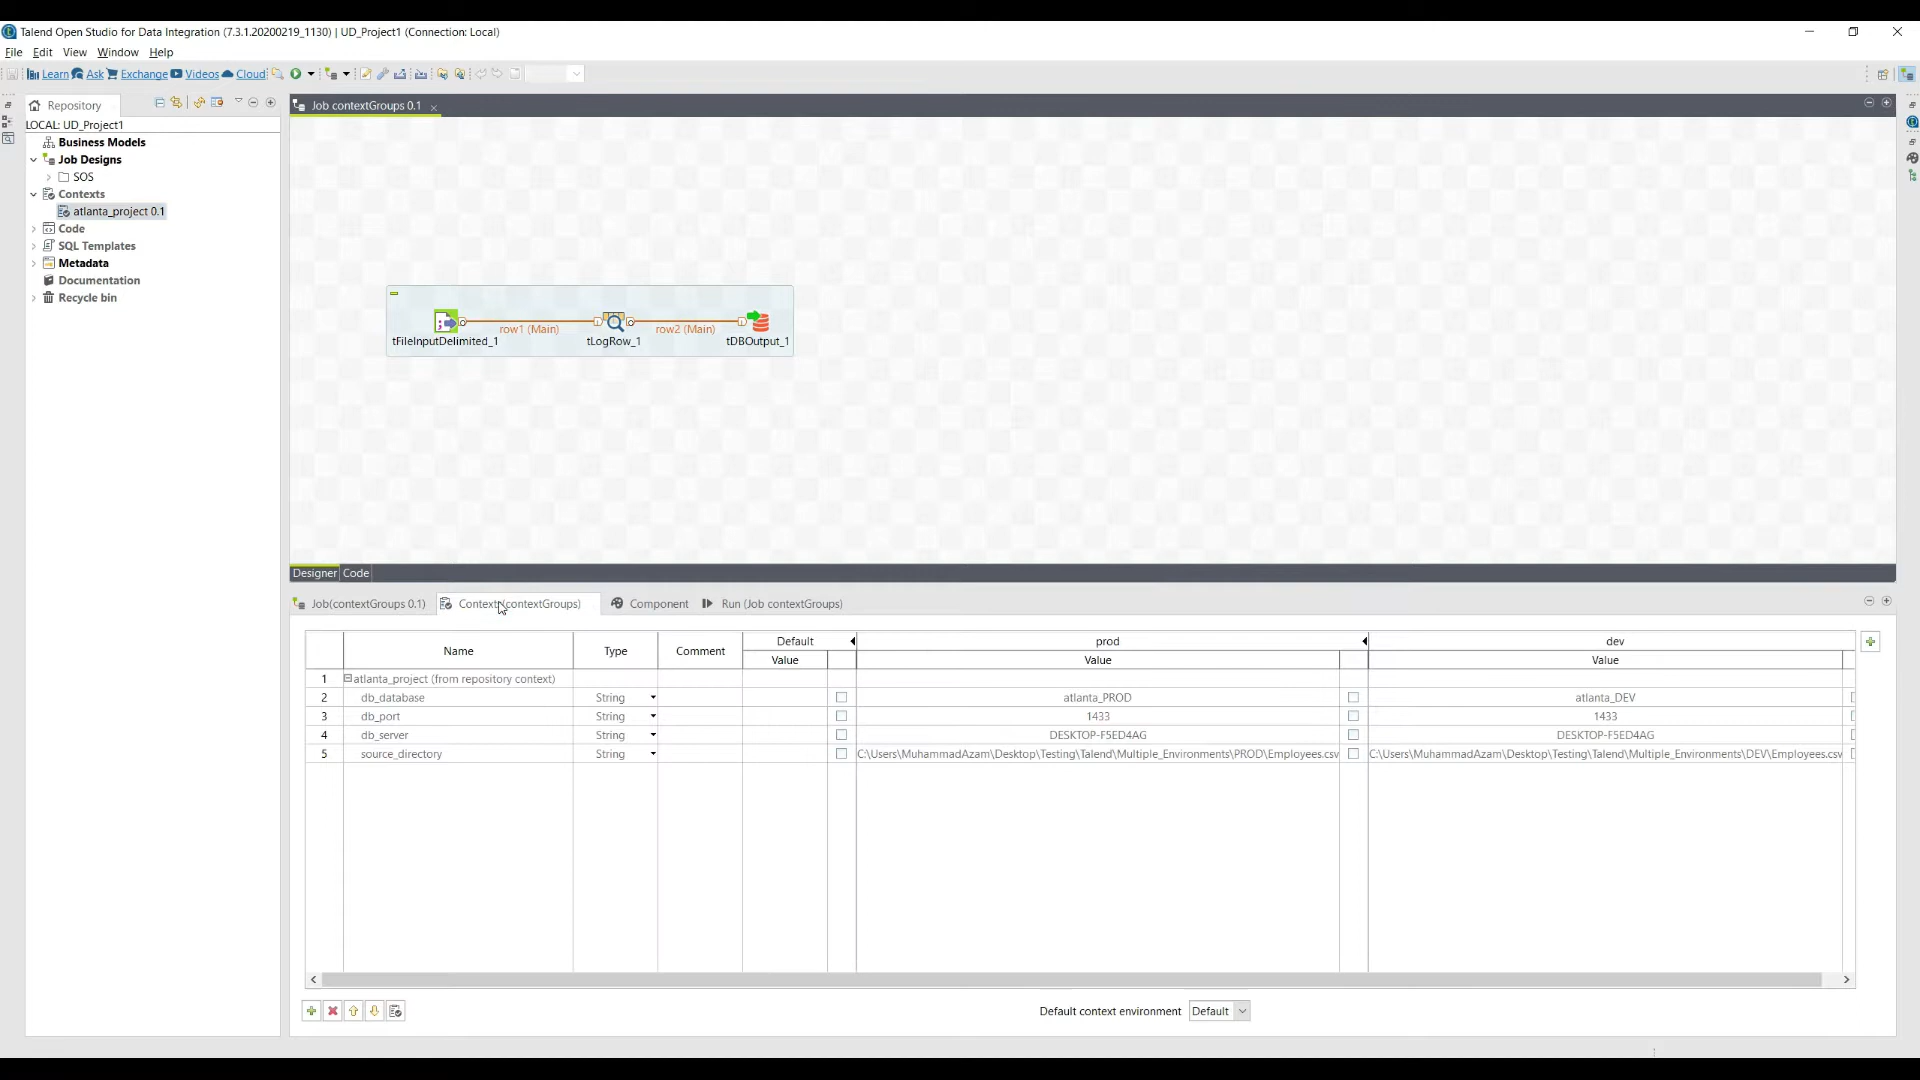 Talend Open Studio for Data Integration (7.3.1.20200219_1130) | UD_Project1 (Connection: Local)
File Edit View Window Help
Learn Ask Exchange Videos Cloud
Repository
LOCAL: UD_Project1
Business Models
Job Designs
SOS
Contexts
atlanta_project 0.1
Code
SQL Templates
Metadata
Documentation
Recycle bin
Job contextGroups 0.1
row1 (Main) row2 (Main)
tFileInputDelimited_1 tLogRow_1 tDBOutput_1
Designer Code
Job(contextGroups 0.1) Contexts(contextGroups) Component Run (Job contextGroups)
Name Type Comment Default prod dev
Value Value Value
1 atlanta_project (from repository context)
2 db_database String atlanta_PROD atlanta_DEV
3 db_port String 1433 1433
4 db_server String DESKTOP-F5ED4AG DESKTOP-F5ED4AG
5 source_directory String C:\Users\MuhammadAzam\Desktop\Testing\Talend\Multiple_Environments\PROD\Employees.csv C:\Users\MuhammadAzam\Desktop\Testing\Talend\Multiple_Environments\DEV\Employees.csv
Default context environment Default